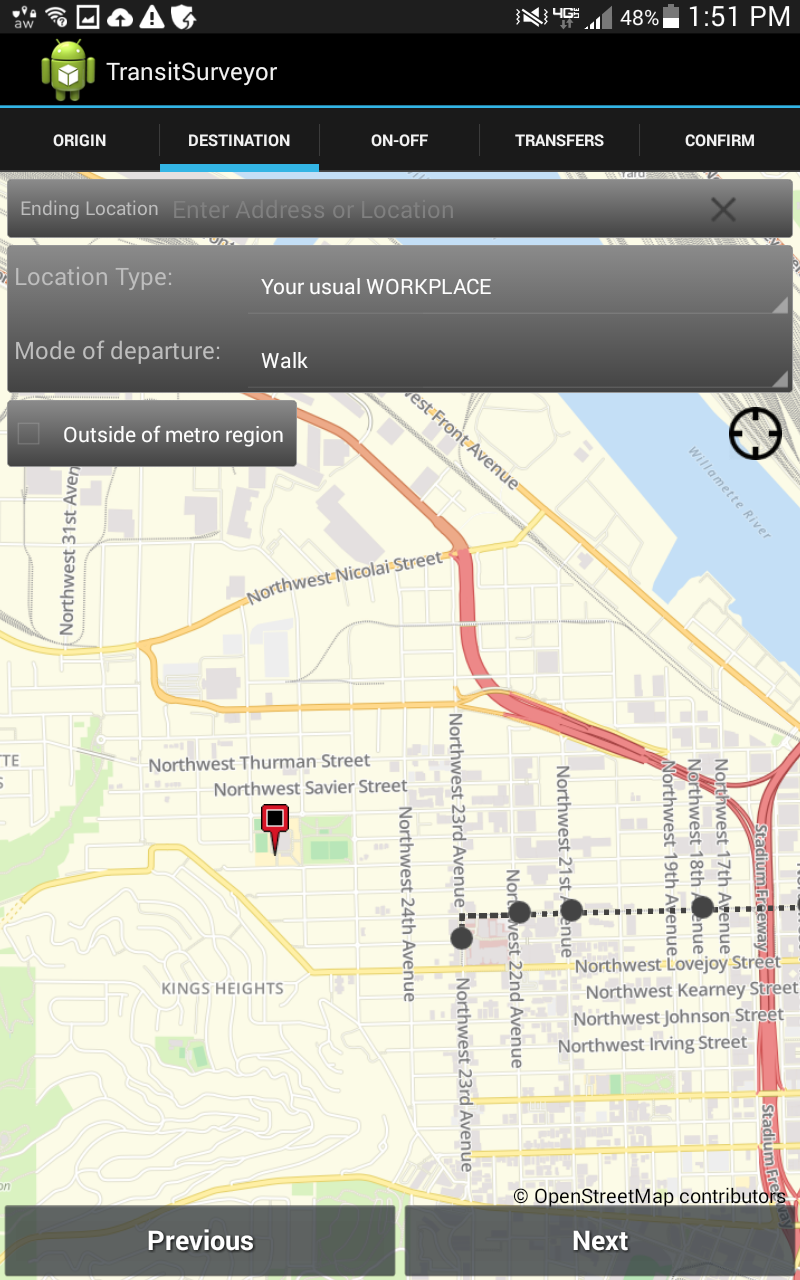 aw
4G
48%
1:51 PM
TransitSurveyor
ORIGIN
DESTINATION
ON-OFF
TRANSFERS
CONFIRM
Yard
Ending Location
Enter Address or Location
Location Type:
Your usual WORKPLACE
Mode of departure:
Walk
Outside of metro region
West Front Avenue
Willamette River
Northwest 31st Aven
Northwest Nicolai Street
Northwest Thurman Street
Northwest Savier Street
Northwest 23rd Avenue
Northwest 24th Avenue
Northwest 21st Avenue
Northwest 22nd Avenue
Northwest 19th Avenue
Northwest 18th Avenue
Northwest 17th Avenue
Stadium Freeway
Northwest Lovejoy Street
Northwest Kearney Street
Northwest Johnson Street
Northwest Irving Street
KINGS HEIGHTS
Northwest 23rd Avenue
Stadium Freeway
© OpenStreetMap contributors
Previous
Next